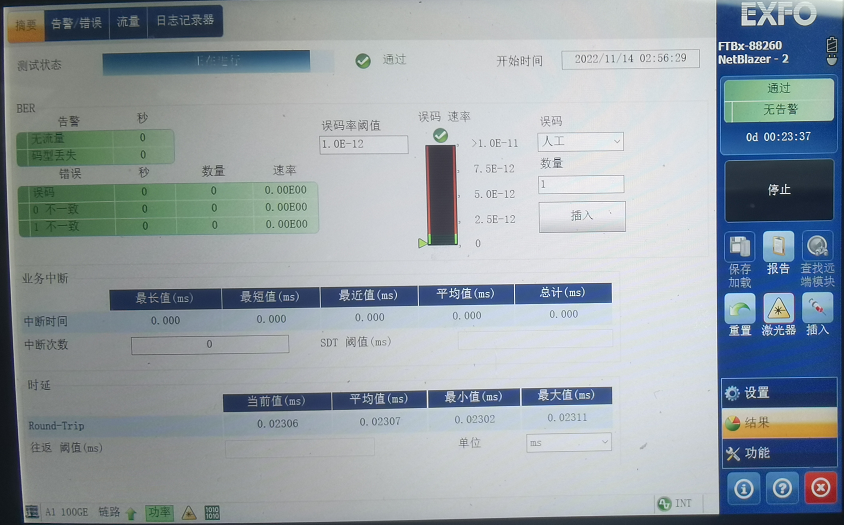 摘要 告警/错误 流量 日志记录器
EXFO
FTBx-88260
NetBlazer - 2
测试状态 通过 开始时间 2022/11/14 02:56:29
通过
无告警
0d 00:23:37
BER
告警 秒
无流量 0
码型丢失 0
错误 秒 数量 速率
误码 0 0 0.00E00
0 不一致 0 0 0.00E00
1 不一致 0 0 0.00E00
误码率阈值
1.0E-12
误码 速率
>1.0E-11
7.5E-12
5.0E-12
2.5E-12
0
误码
人工
数量
1
插入
停止
保存
加载
报告
查找远
端模块
重置
激光器
插入
业务中断
最长值(ms) 最短值(ms) 最近值(ms) 平均值(ms) 总计(ms)
中断时间 0.000 0.000 0.000 0.000 0.000
中断次数 0 SDT 阈值(ms)
时延
当前值(ms) 平均值(ms) 最小值(ms) 最大值(ms)
Round-Trip 0.02306 0.02307 0.02302 0.02311
往返 阈值(ms) 单位 ms
设置
结果
功能
A1 100GE 链路 功率 INT